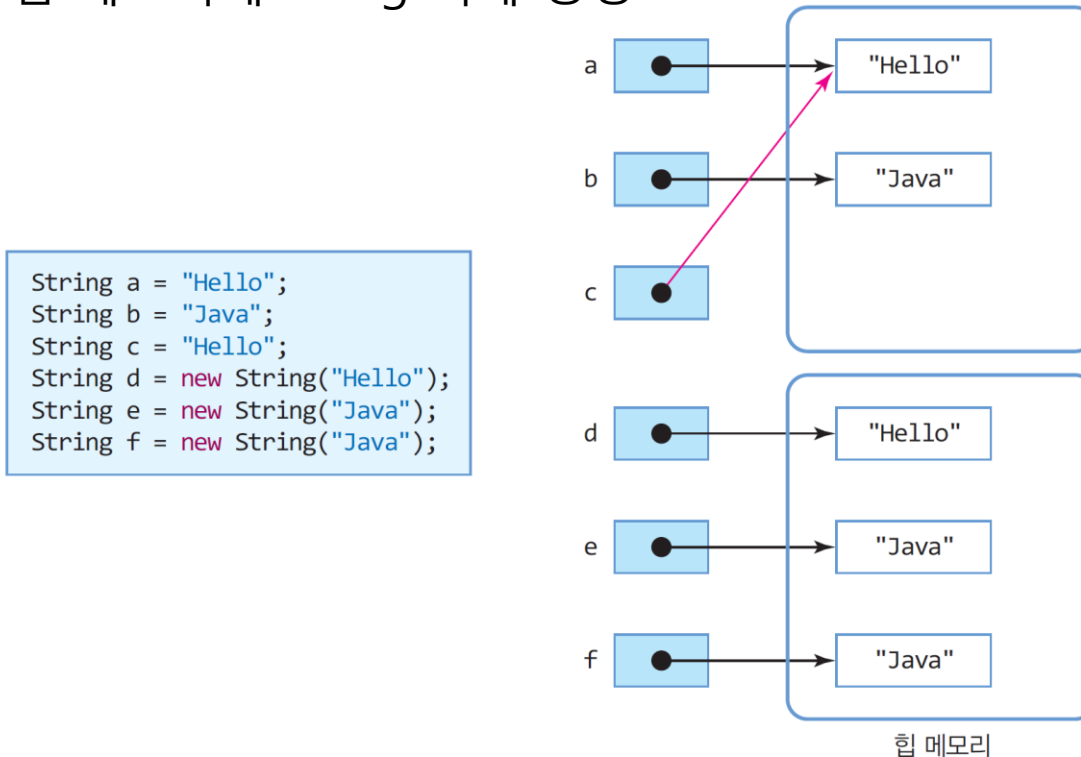 String a = "Hello";
String b = "Java";
String c = "Hello";
String d = new String("Hello");
String e = new String("Java");
String f = new String("Java");
a "Hello"
b "Java"
c
d "Hello"
e "Java"
f "Java"
힙 메모리